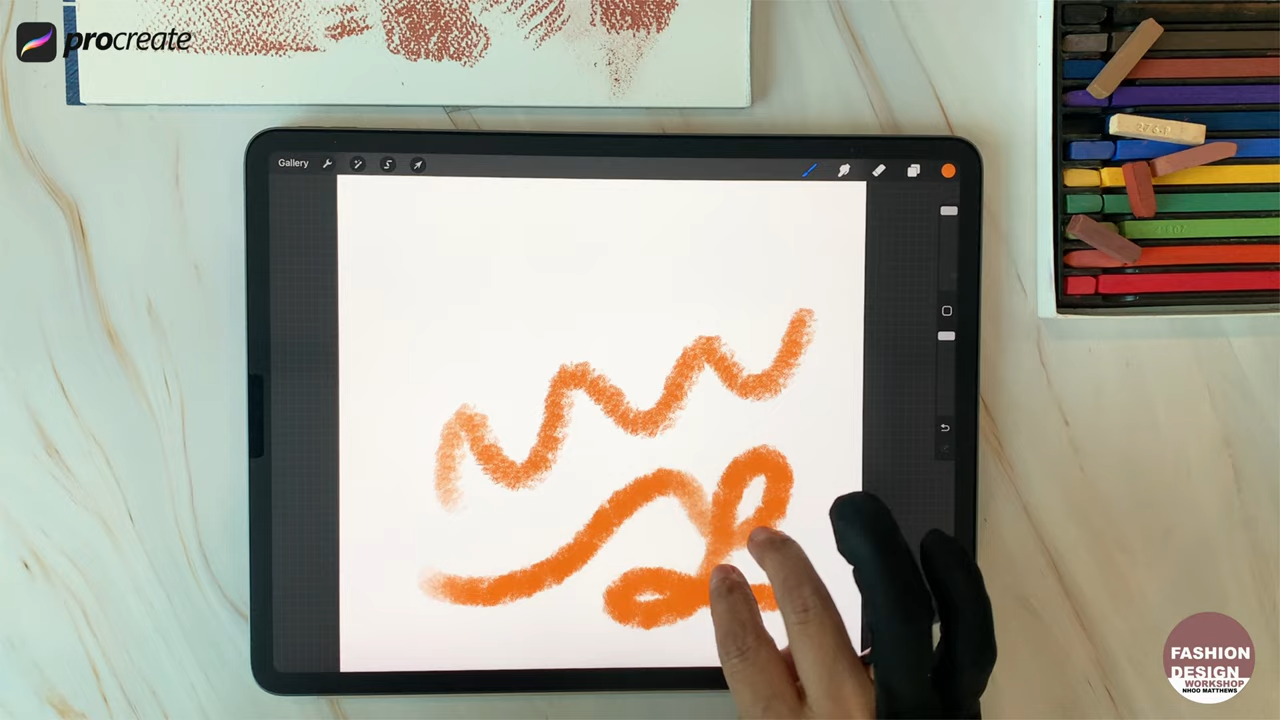 procreate
Gallery
FASHION
DESIGN
WORKSHOP
NHOO MATTHEWS